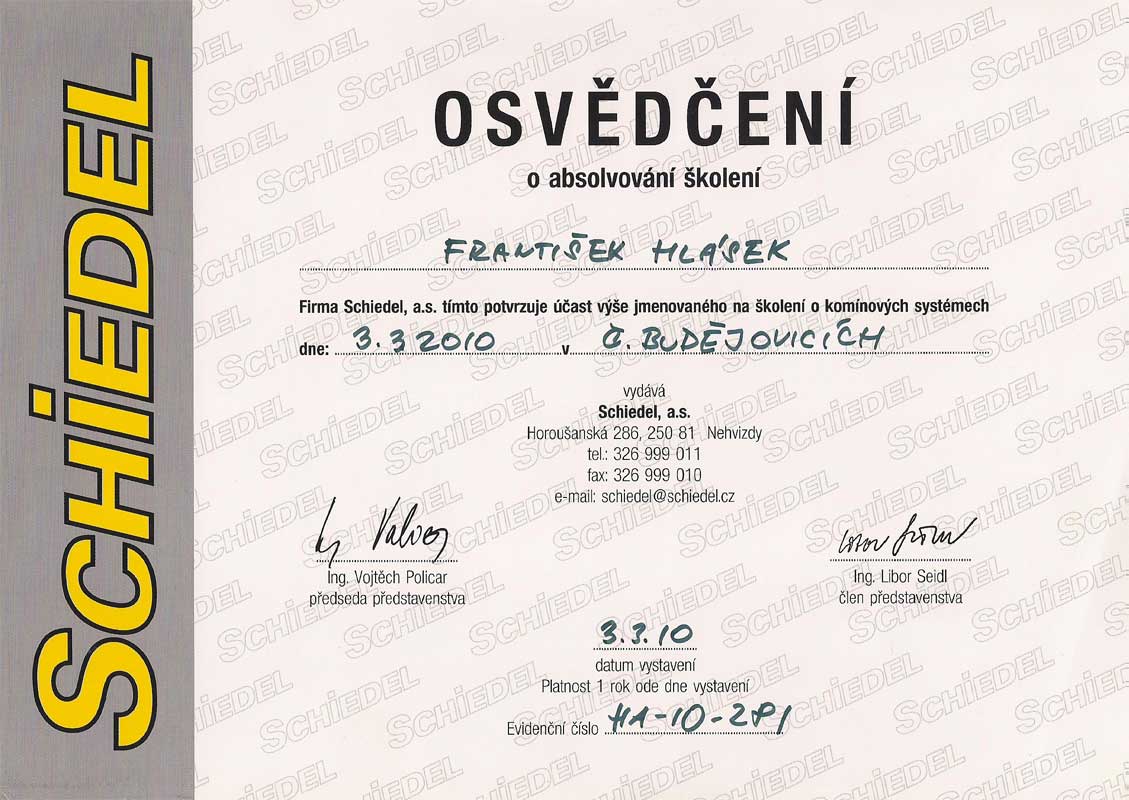 SCHiEDEL
OSVĚDČENÍ
o absolvování školení
FRANTIŠEK HLÁSEK
Firma Schiedel, a.s. tímto potvrzuje účast výše jmenovaného na školení o komínových systémech
dne: 3.3 2010 v Č. BUDĚJOVICÍCH
vydává
Schiedel, a.s.
Horoušanská 286, 250 81 Nehvizdy
tel.: 326 999 011
fax: 326 999 010
e-mail: schiedel@schiedel.cz
Ing. Vojtěch Policar
předseda představenstva
Ing. Libor Seidl
člen představenstva
3.3.10
datum vystavení
Platnost 1 rok ode dne vystavení
Evidenční číslo